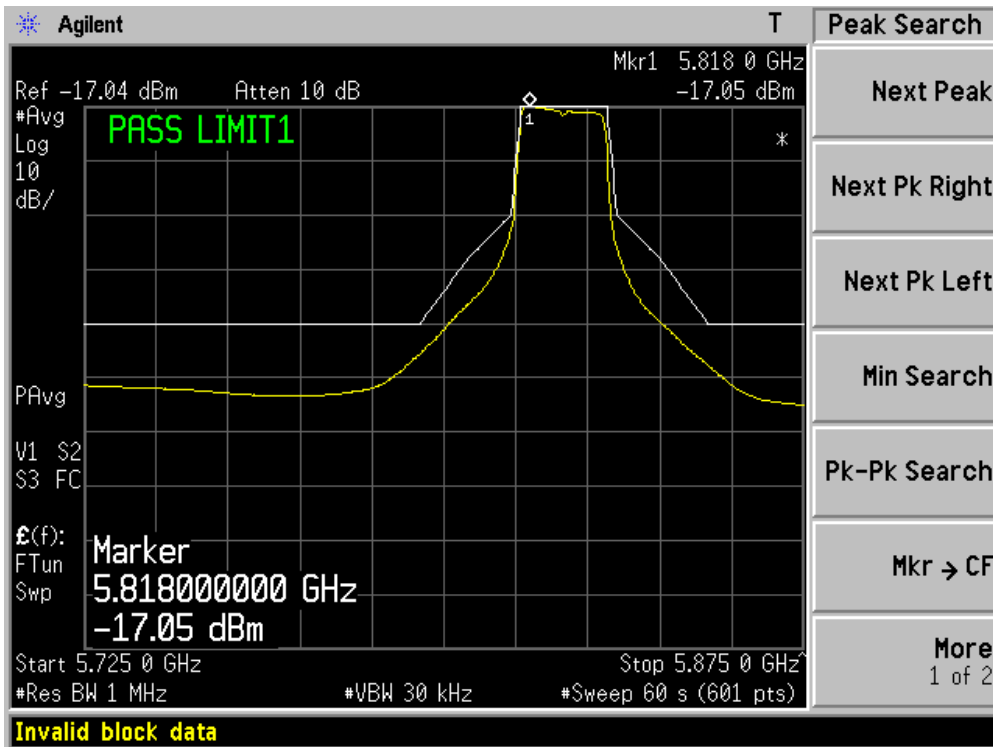 Agilent T Peak Search
Mkr1 5.818 0 GHz
Ref -17.04 dBm Atten 10 dB -17.05 dBm
#Avg
Log
10
dB/
PASS LIMIT1
1
*
PAvg
V1 S2
S3 FC
£(f):
FTun
Swp
Marker
5.818000000 GHz
-17.05 dBm
Start 5.725 0 GHz Stop 5.875 0 GHz^
#Res BW 1 MHz #VBW 30 kHz #Sweep 60 s (601 pts)
Invalid block data
Next Peak
Next Pk Right
Next Pk Left
Min Search
Pk-Pk Search
Mkr → CF
More
1 of 2